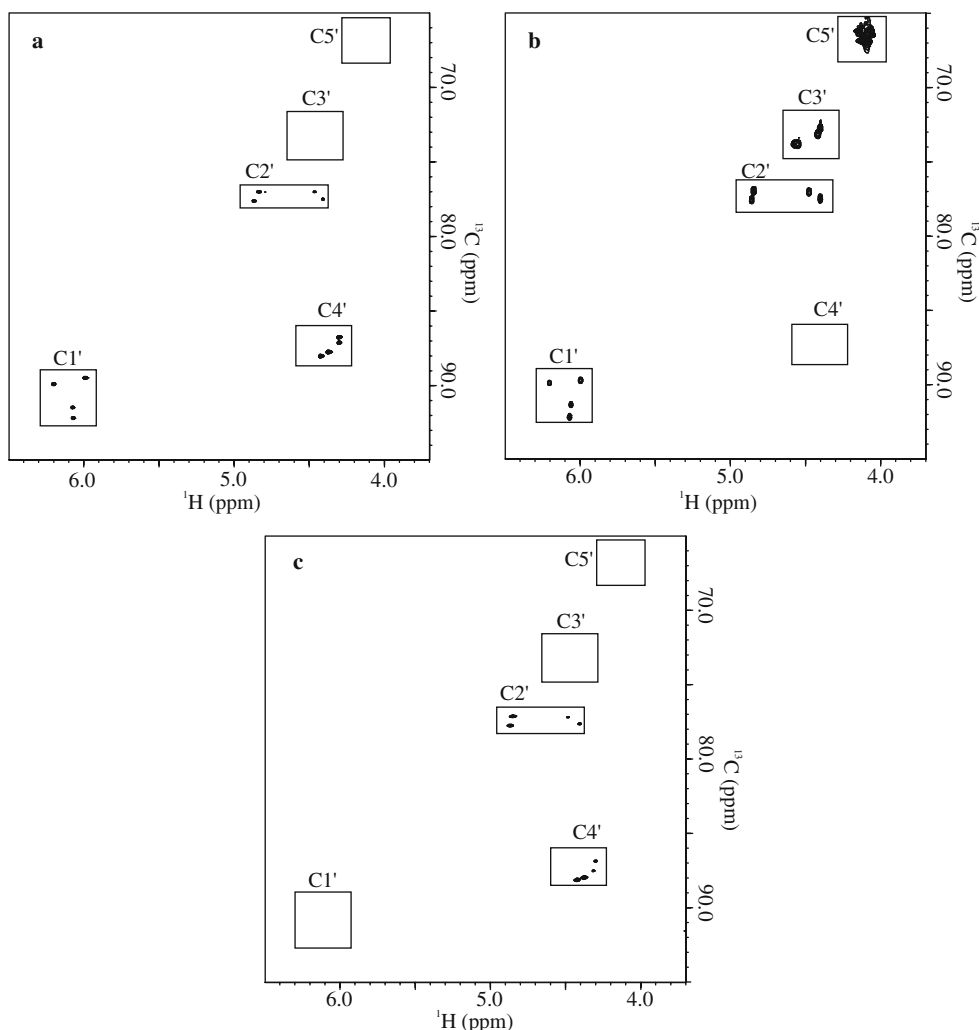 a
C5'
C3'
C2'
C4'
C1'
70.0
80.0
90.0
¹³C (ppm)
6.0
5.0
4.0
¹H (ppm)
b
C5'
C3'
C2'
C4'
C1'
70.0
80.0
90.0
¹³C (ppm)
6.0
5.0
4.0
¹H (ppm)
c
C5'
C3'
C2'
C4'
C1'
70.0
80.0
90.0
¹³C (ppm)
6.0
5.0
4.0
¹H (ppm)